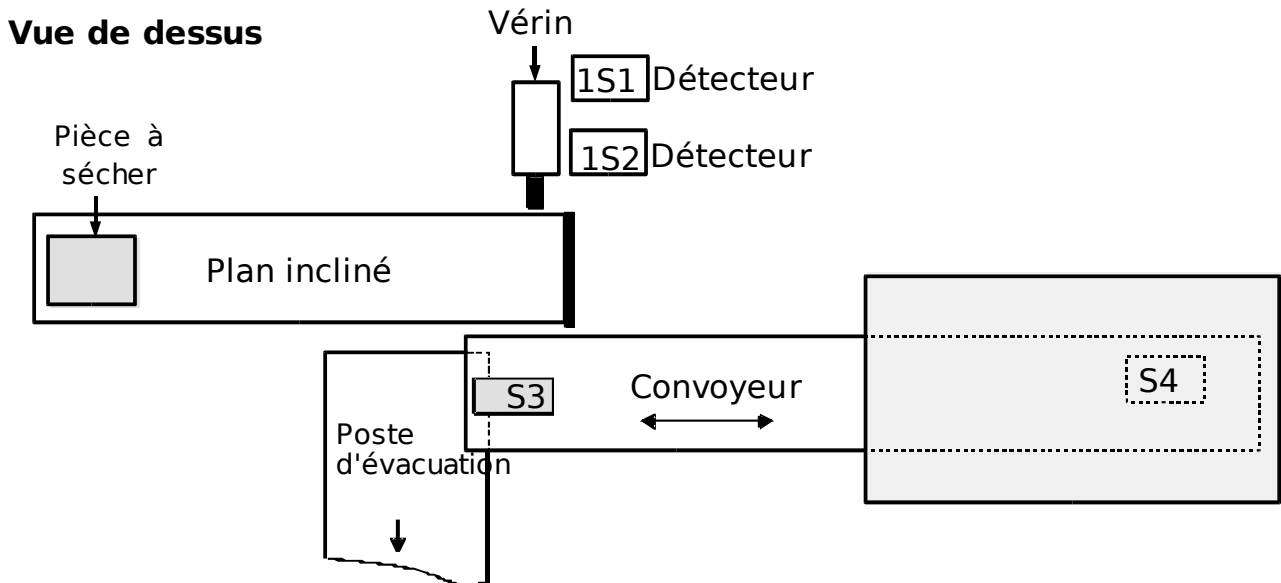 Vue de dessus
Vérin
1S1 Détecteur
Pièce à
sécher
1S2 Détecteur
Plan incliné
S3
Convoyeur
S4
Poste
d'évacuation